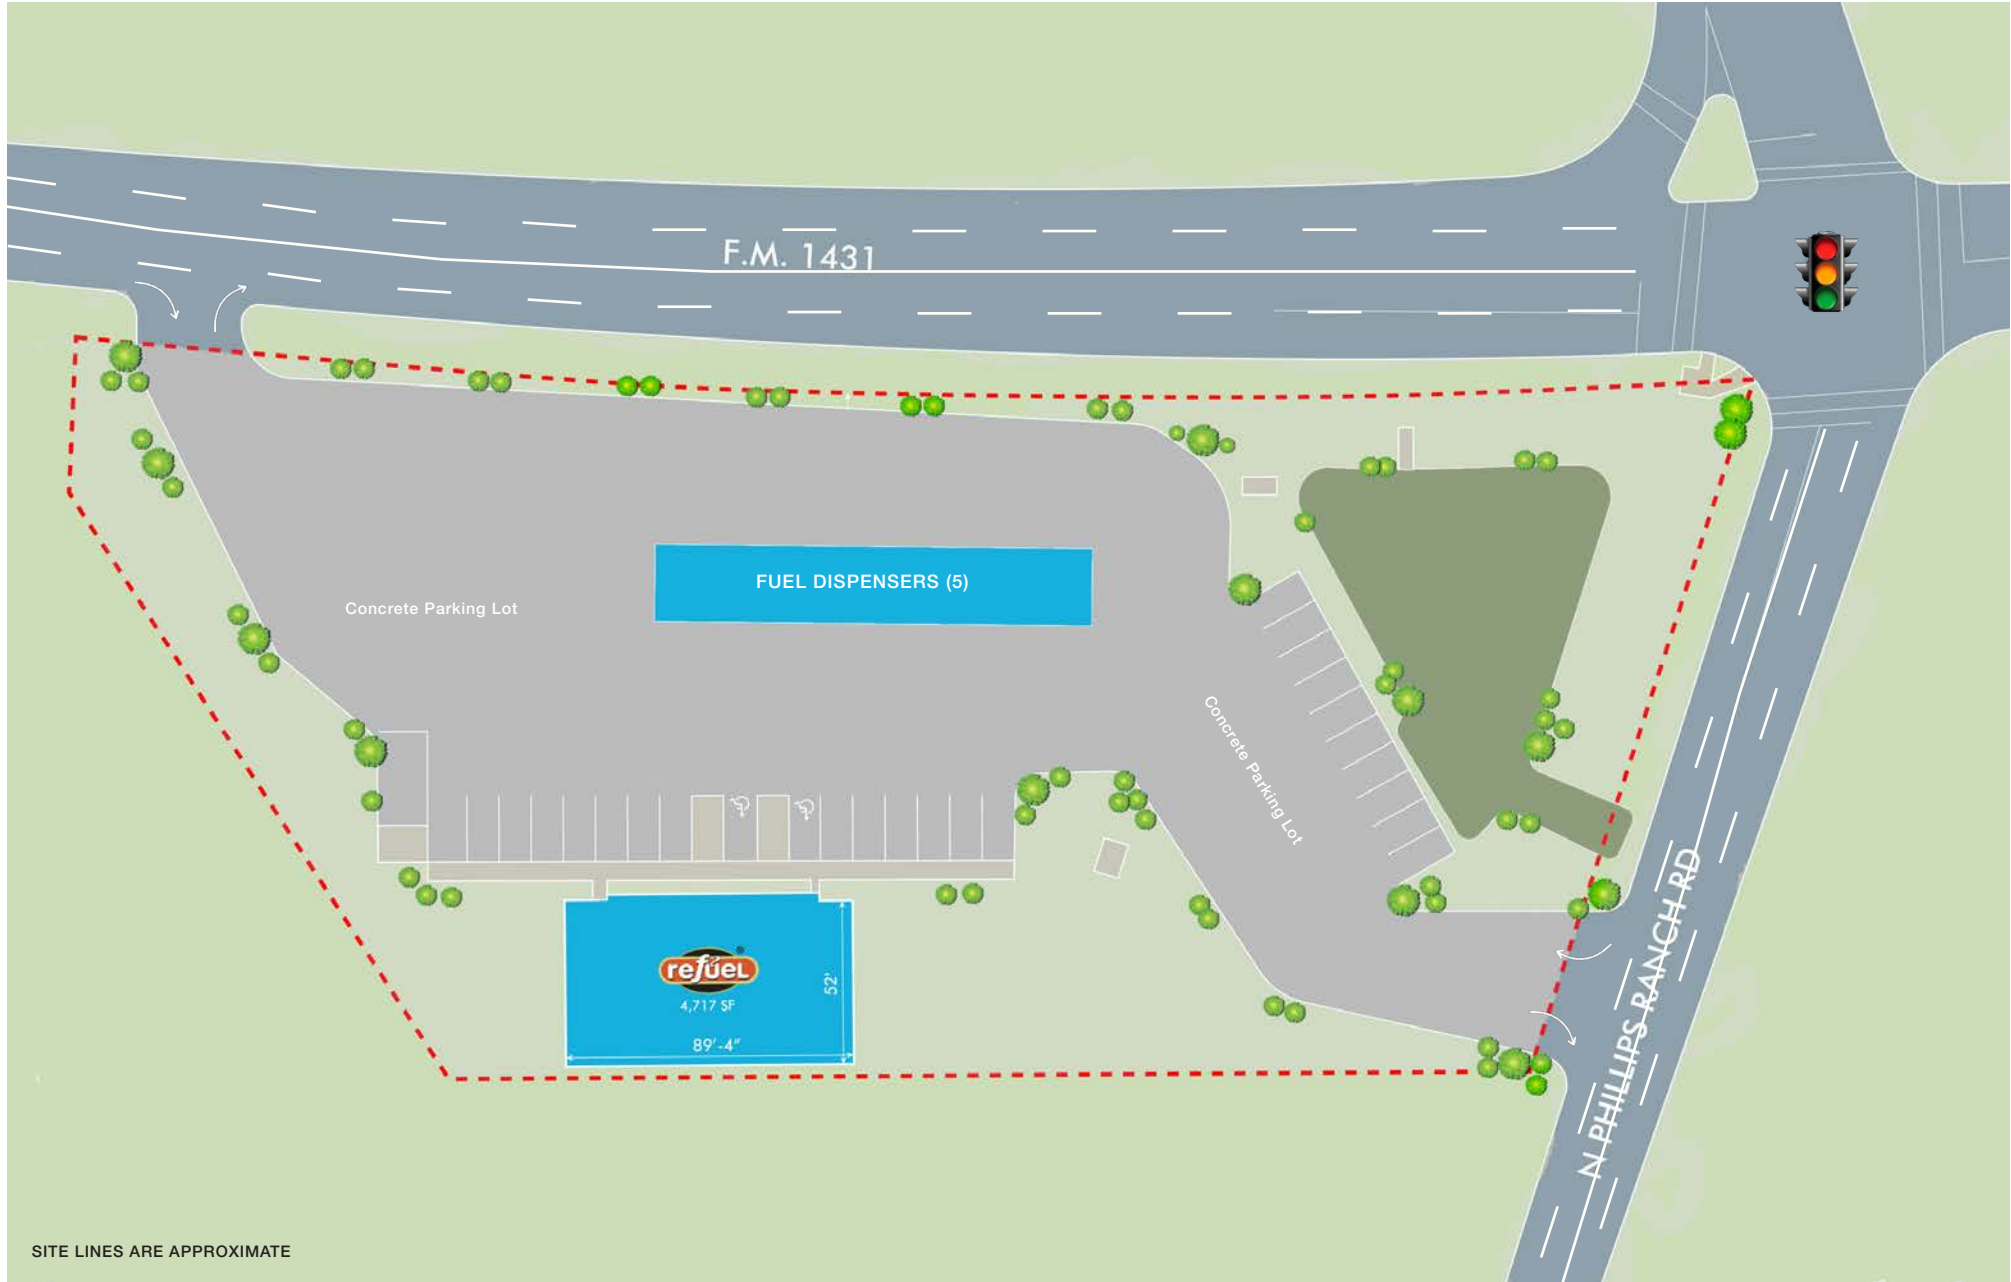 F.M. 1431
FUEL DISPENSERS (5)
Concrete Parking Lot
Concrete Parking Lot
refuel
4,717 SF
52'
89'-4"
N PHILLIPS RANCH RD
SITE LINES ARE APPROXIMATE